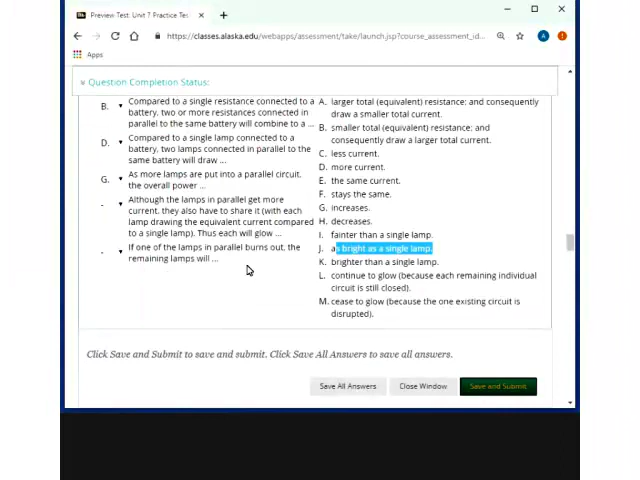 Preview Test: Unit 7 Practice Tes
https://classes.alaska.edu/webapps/assessment/take/launch.jsp?course_assessment_id...
A
Apps
Question Completion Status:
B.
Compared to a single resistance connected to a
battery, two or more resistances connected in
parallel to the same battery will combine to a ...
D.
Compared to a single lamp connected to a
battery, two lamps connected in parallel to the
same battery will draw ...
G.
As more lamps are put into a parallel circuit,
the overall power ...
-
Although the lamps in parallel get more
current, they also have to share it (with each
lamp drawing the equivalent current compared
to a single lamp). Thus each will glow ...
-
If one of the lamps in parallel burns out, the
remaining lamps will ...
A. larger total (equivalent) resistance; and consequently
draw a smaller total current.
B. smaller total (equivalent) resistance; and
consequently draw a larger total current.
C. less current.
D. more current.
E. the same current.
F. stays the same.
G. increases.
H. decreases.
I. fainter than a single lamp.
J. as bright as a single lamp.
K. brighter than a single lamp.
L. continue to glow (because each remaining individual
circuit is still closed).
M. cease to glow (because the one existing circuit is
disrupted).
Click Save and Submit to save and submit. Click Save All Answers to save all answers.
Save All Answers
Close Window
Save and Submit